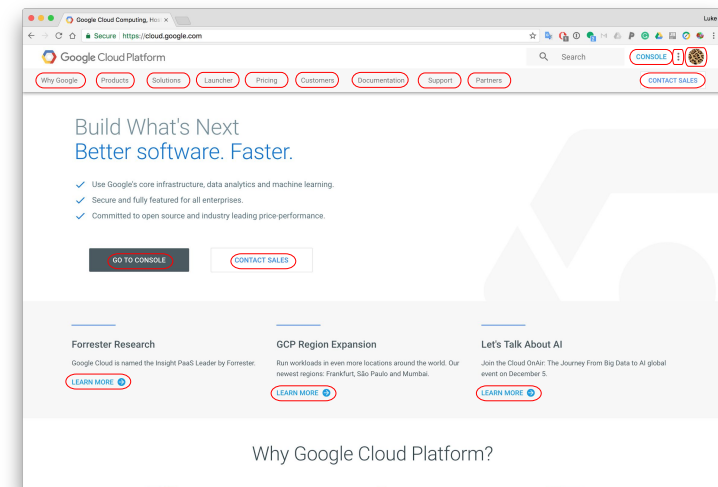 Google Cloud Computing, Hos
Luke
Secure https://cloud.google.com
Google Cloud Platform
Search
CONSOLE
Why Google Products Solutions Launcher Pricing Customers Documentation Support Partners
CONTACT SALES
Build What's Next
Better software. Faster.
Use Google's core infrastructure, data analytics and machine learning.
Secure and fully featured for all enterprises.
Committed to open source and industry leading price-performance.
GO TO CONSOLE
CONTACT SALES
Forrester Research
Google Cloud is named the Insight PaaS Leader by Forrester.
LEARN MORE
GCP Region Expansion
Run workloads in even more locations around the world. Our
newest regions: Frankfurt, São Paulo and Mumbai.
LEARN MORE
Let's Talk About AI
Join the Cloud OnAir: The Journey From Big Data to AI global
event on December 5.
LEARN MORE
Why Google Cloud Platform?